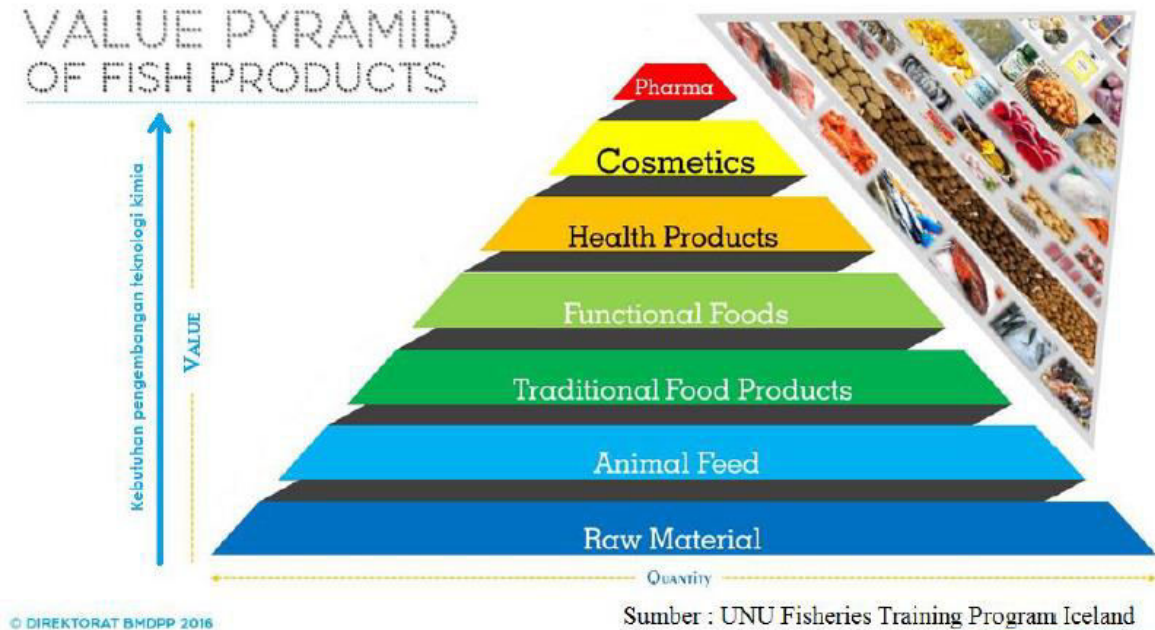 VALUE PYRAMID
OF FISH PRODUCTS
Kebutuhan pengembangan teknologi kimia
VALUE
Pharma
Cosmetics
Health Products
Functional Foods
Traditional Food Products
Animal Feed
Raw Material
QUANTITY
© DIREKTORAT BMDPP 2016
Sumber : UNU Fisheries Training Program Iceland